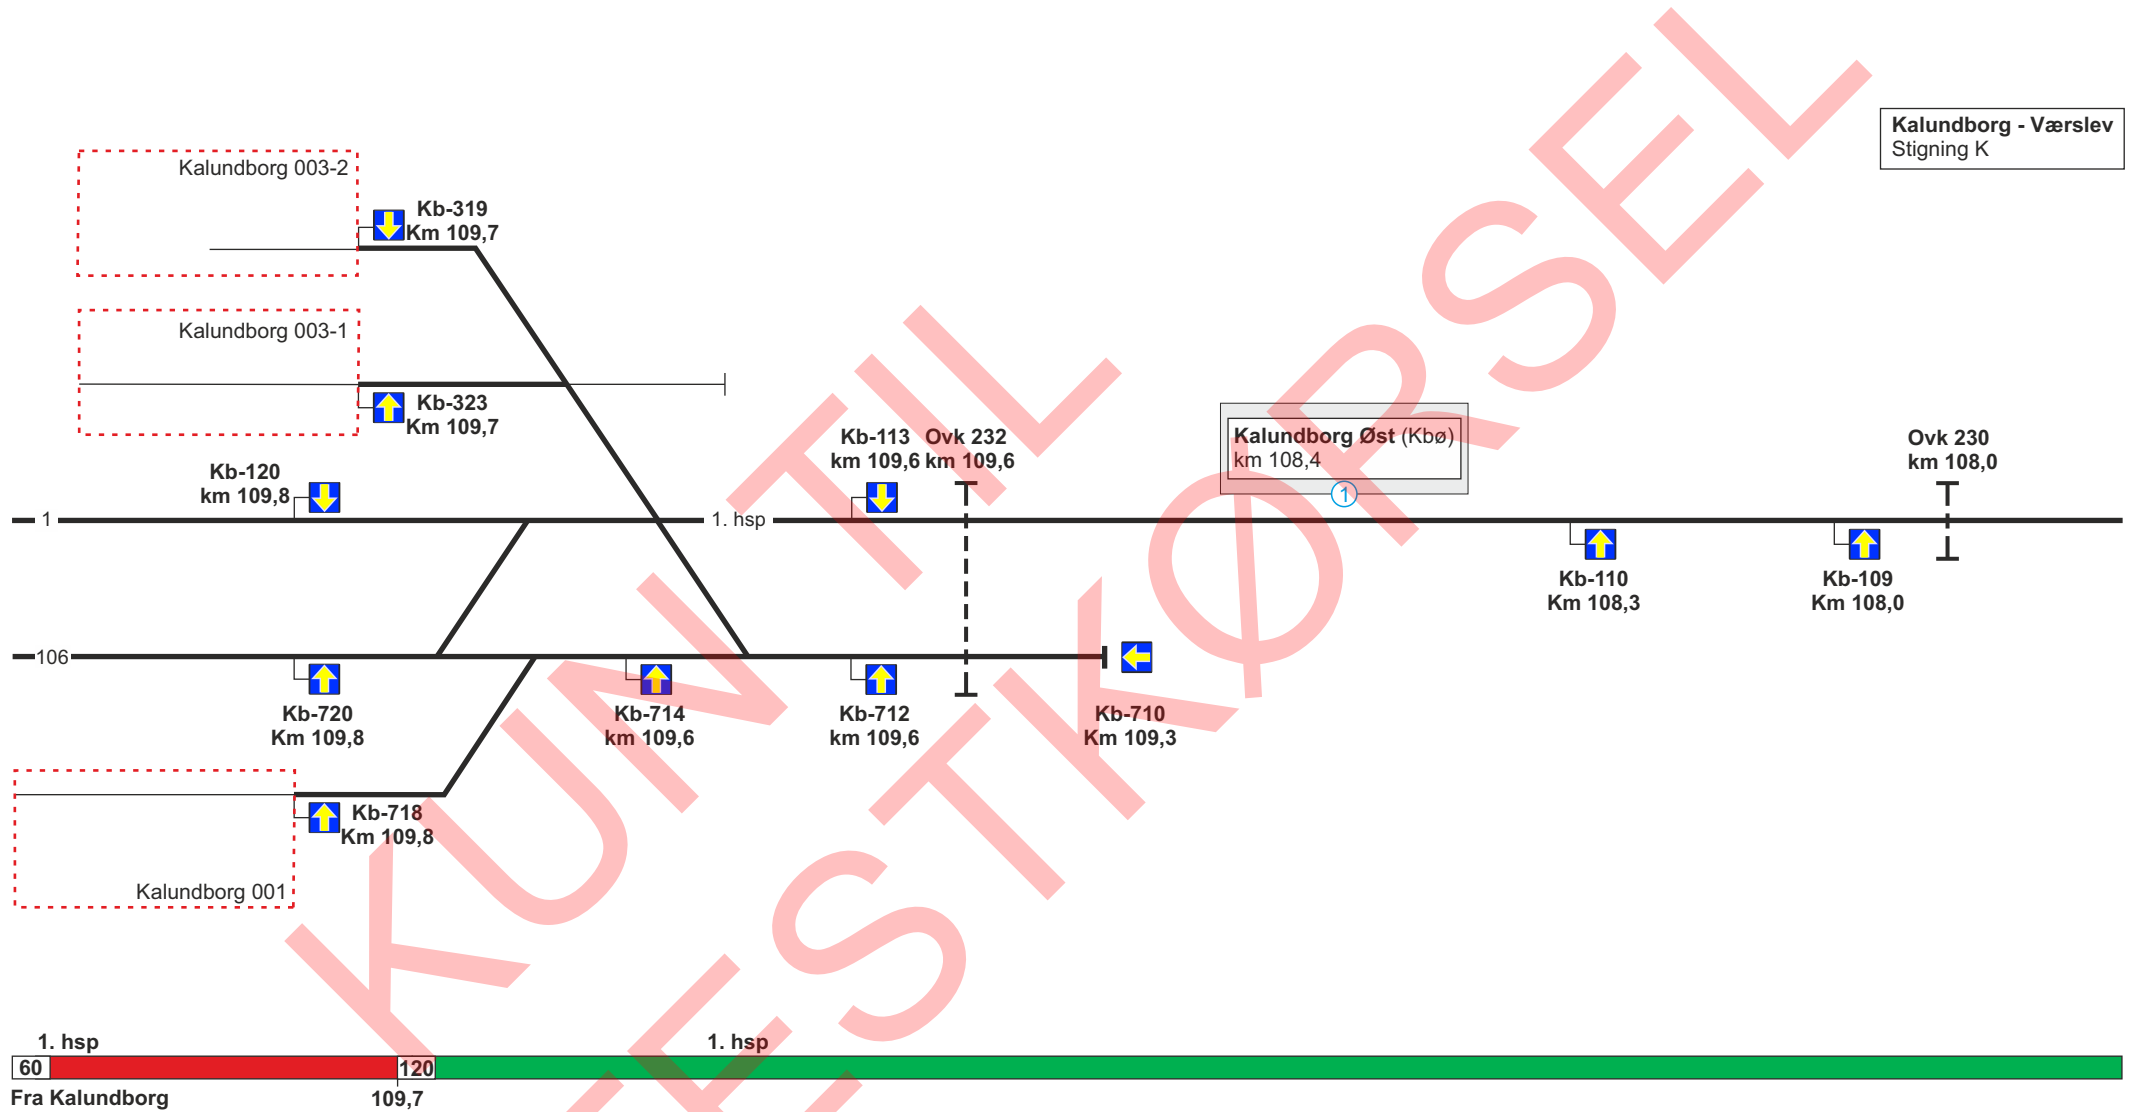 Kalundborg - Værslev
Stigning K
Kalundborg 003-2
Kb-319
Km 109,7
Kalundborg 003-1
Kb-323
Km 109,7
Kb-120
km 109,8
Kb-113
km 109,6
Ovk 232
km 109,6
Kalundborg Øst (Kbø)
km 108,4
1
Ovk 230
km 108,0
1
1. hsp
Kb-110
Km 108,3
Kb-109
Km 108,0
106
Kb-720
Km 109,8
Kb-714
km 109,6
Kb-712
km 109,6
Kb-710
Km 109,3
Kb-718
Km 109,8
Kalundborg 001
KUN TIL
TESTKØRSEL
1. hsp
1. hsp
60
120
Fra Kalundborg
109,7